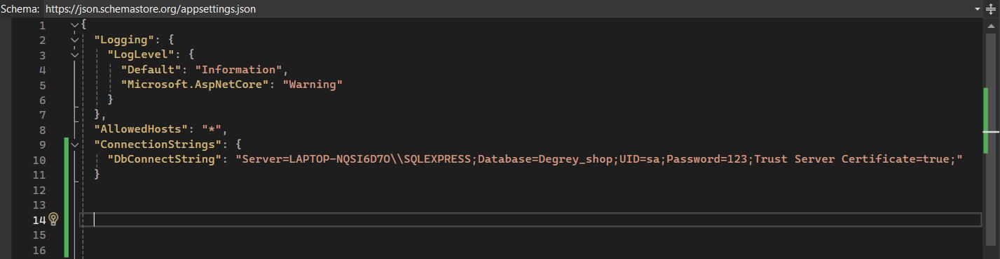 Schema: https://json.schemastore.org/appsettings.json
1 {
2 "Logging": {
3 "LogLevel": {
4 "Default": "Information",
5 "Microsoft.AspNetCore": "Warning"
6 }
7 },
8 "AllowedHosts": "*",
9 "ConnectionStrings": {
10 "DbConnectString": "Server=LAPTOP-NQSI6D7O\\SQLEXPRESS;Database=Degrey_shop;UID=sa;Password=123;Trust Server Certificate=true;"
11 }
12
13
14
15
16